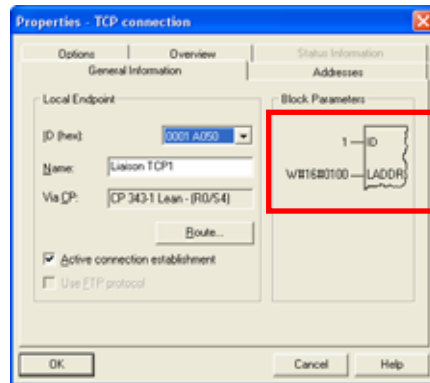 Properties - TCP connection
Options
Overview
Status Information
General Information
Addresses
Local Endpoint
ID (hex):
0001 A050
Name:
Liaison TCP1
Via CP:
CP 343-1 Lean - (R0/S4)
Route...
Active connection establishment
Use FTP protocol
Block Parameters
1
ID
W#16#0100
LADDR
OK
Cancel
Help